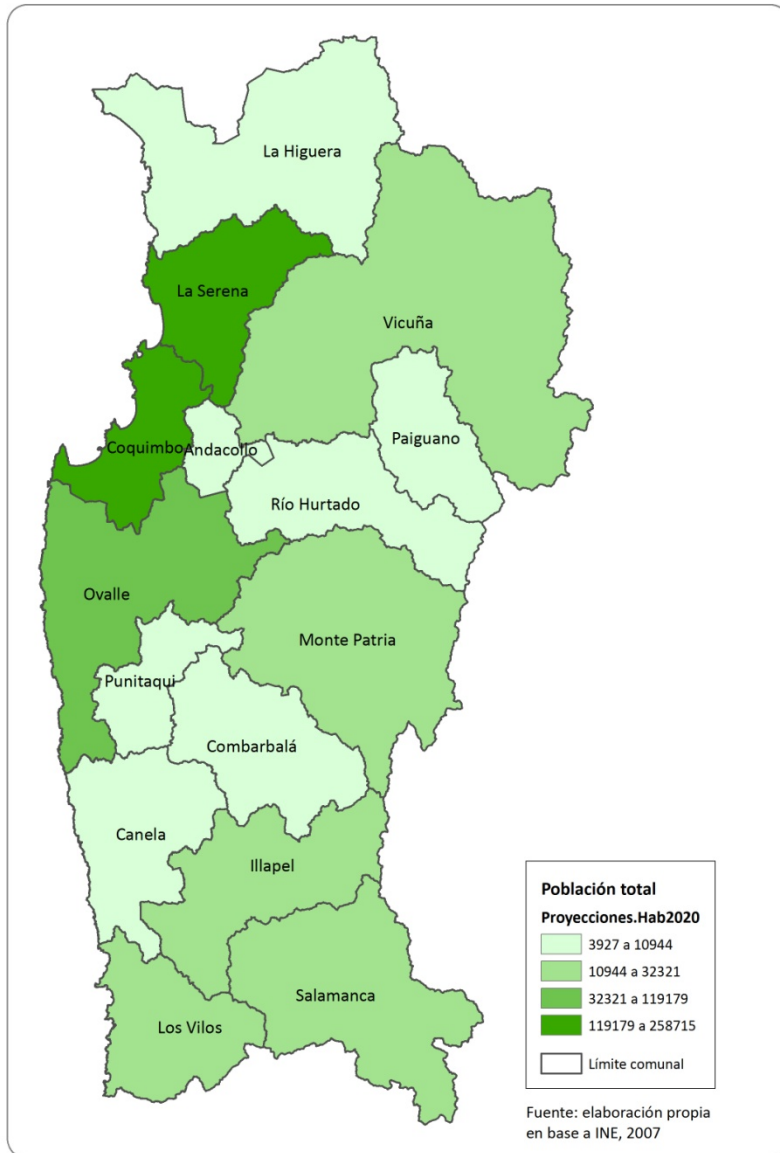 La Higuera
La Serena
Vicuña
Coquimbo
Andacollo
Paiguano
Río Hurtado
Ovalle
Monte Patria
Punitaqui
Combarbalá
Canela
Illapel
Salamanca
Los Vilos
Población total
Proyecciones.Hab2020
3927 a 10944
10944 a 32321
32321 a 119179
119179 a 258715
Límite comunal
Fuente: elaboración propia
en base a INE, 2007